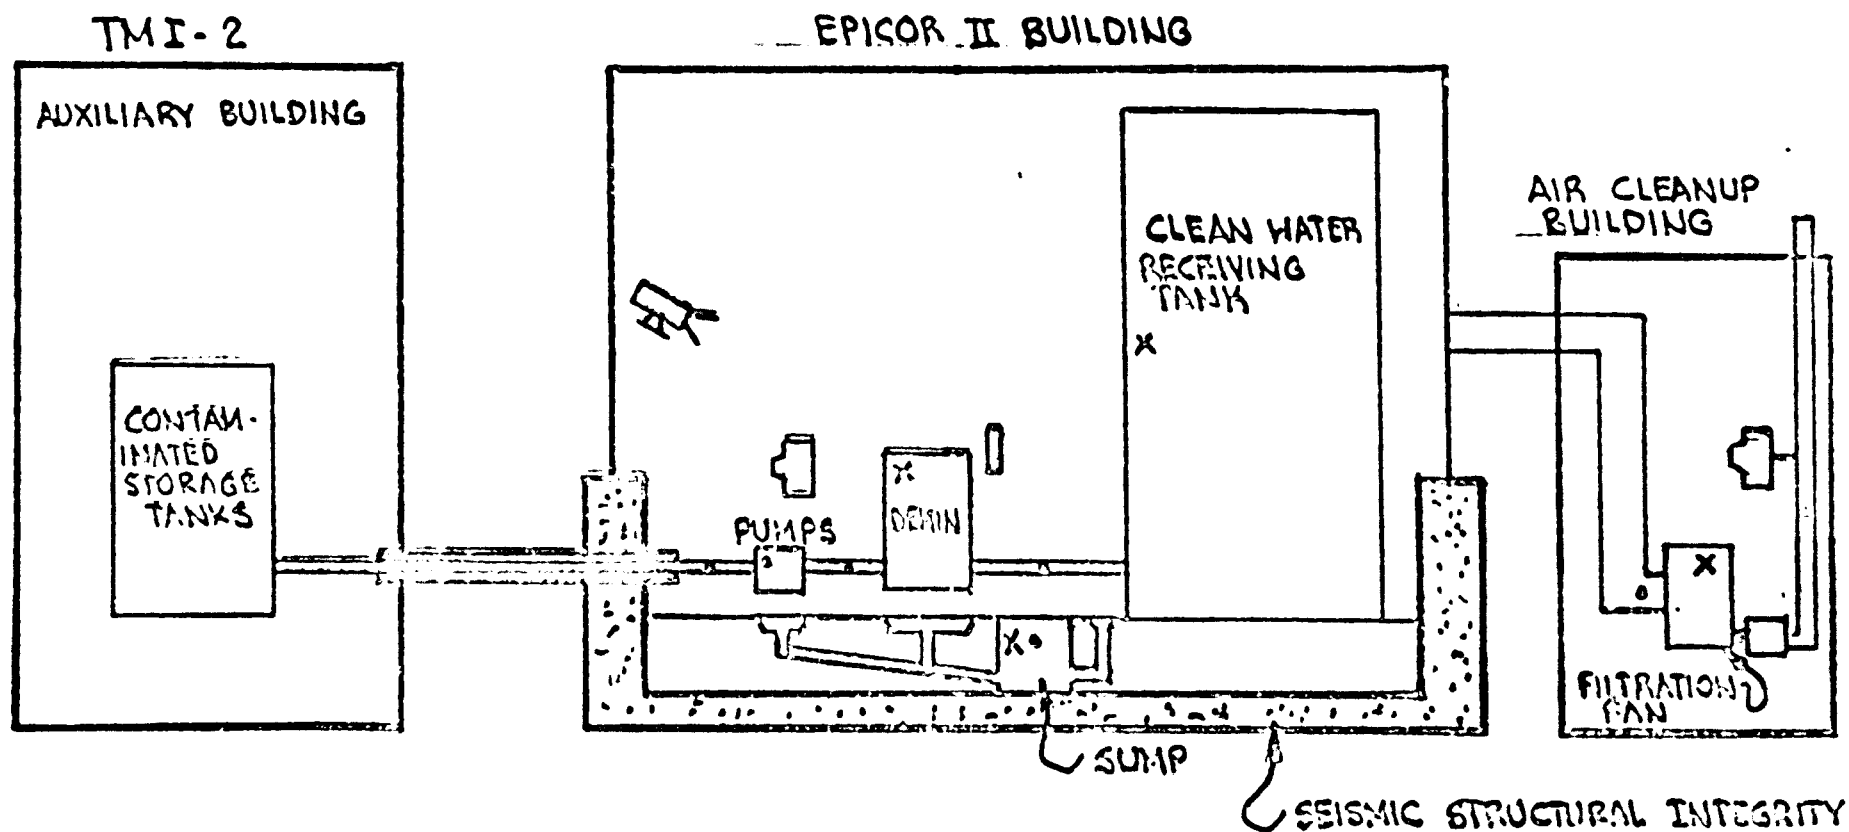 TMI-2
EPICOR II BUILDING
AUXILIARY BUILDING
AIR CLEANUP
BUILDING
CLEAN WATER
RECEIVING
TANK
X
CONTAM-
INATED
STORAGE
TANKS
PUMPS
X
DEMIN
X
X
FILTRATION
FAN
SUMP
SEISMIC STRUCTURAL INTEGRITY